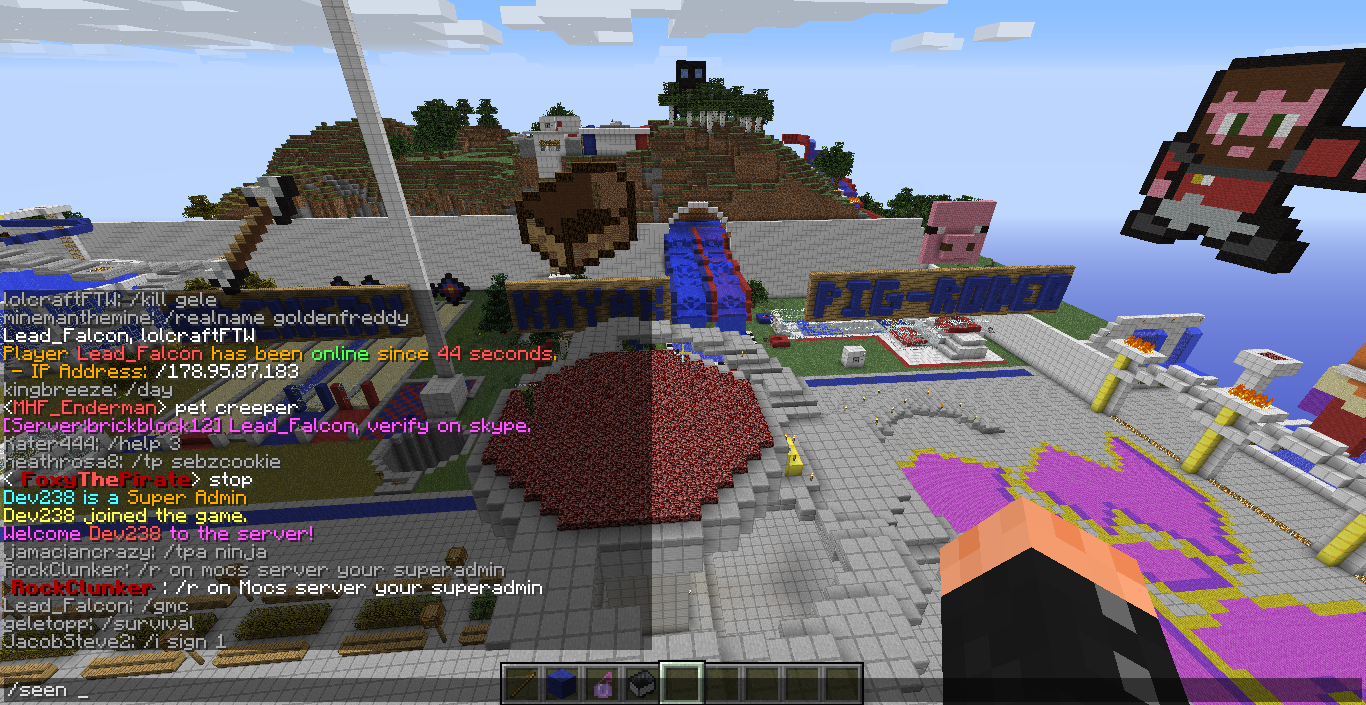 KAYAK
PIG-RODEO
lolcraftFTW: /kill gele
minemanthemine: /realname goldenfreddy
Lead_Falcon, lolcraftFTW
Player Lead_Falcon has been online since 44 seconds.
- IP Address: /178.95.87.183
kingbreeze: /day
<MHF_Enderman> pet creeper
[Server|brickblock12] Lead_Falcon, verify on skype.
Kater444: /help 3
heathrosa8: /tp sebzcookie
< FoxyThePirate> stop
Dev238 is a Super Admin
Dev238 joined the game.
Welcome Dev238 to the server!
jamaciancrazy: /tpa ninja
RockClunker: /r on mocs server your superadmin
RockClunker : /r on Mocs server your superadmin
Lead_Falcon: /gmc
geletopp: /survival
JacobSteve2: /i sign 1
/seen _